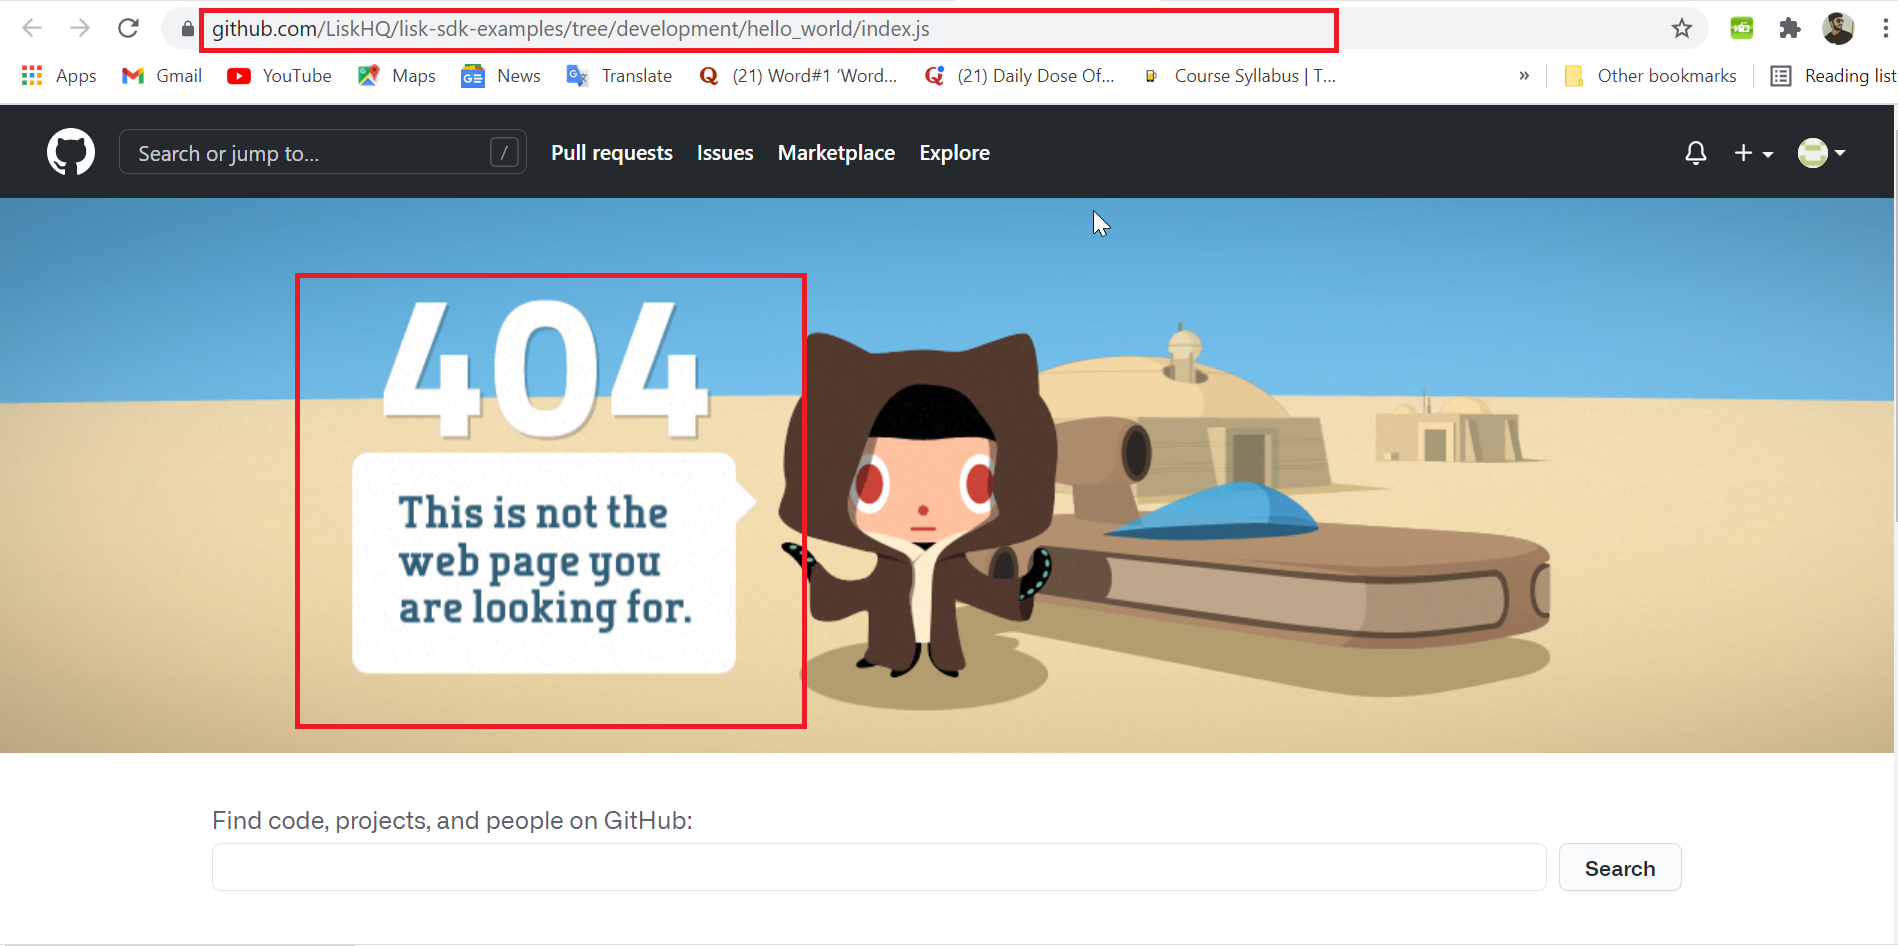 github.com/LiskHQ/lisk-sdk-examples/tree/development/hello_world/index.js
Apps Gmail YouTube Maps News Translate (21) Word#1 ‘Word... (21) Daily Dose Of... Course Syllabus | T... » Other bookmarks Reading list
Search or jump to... / Pull requests Issues Marketplace Explore
404
This is not the
web page you
are looking for.
Find code, projects, and people on GitHub:
Search